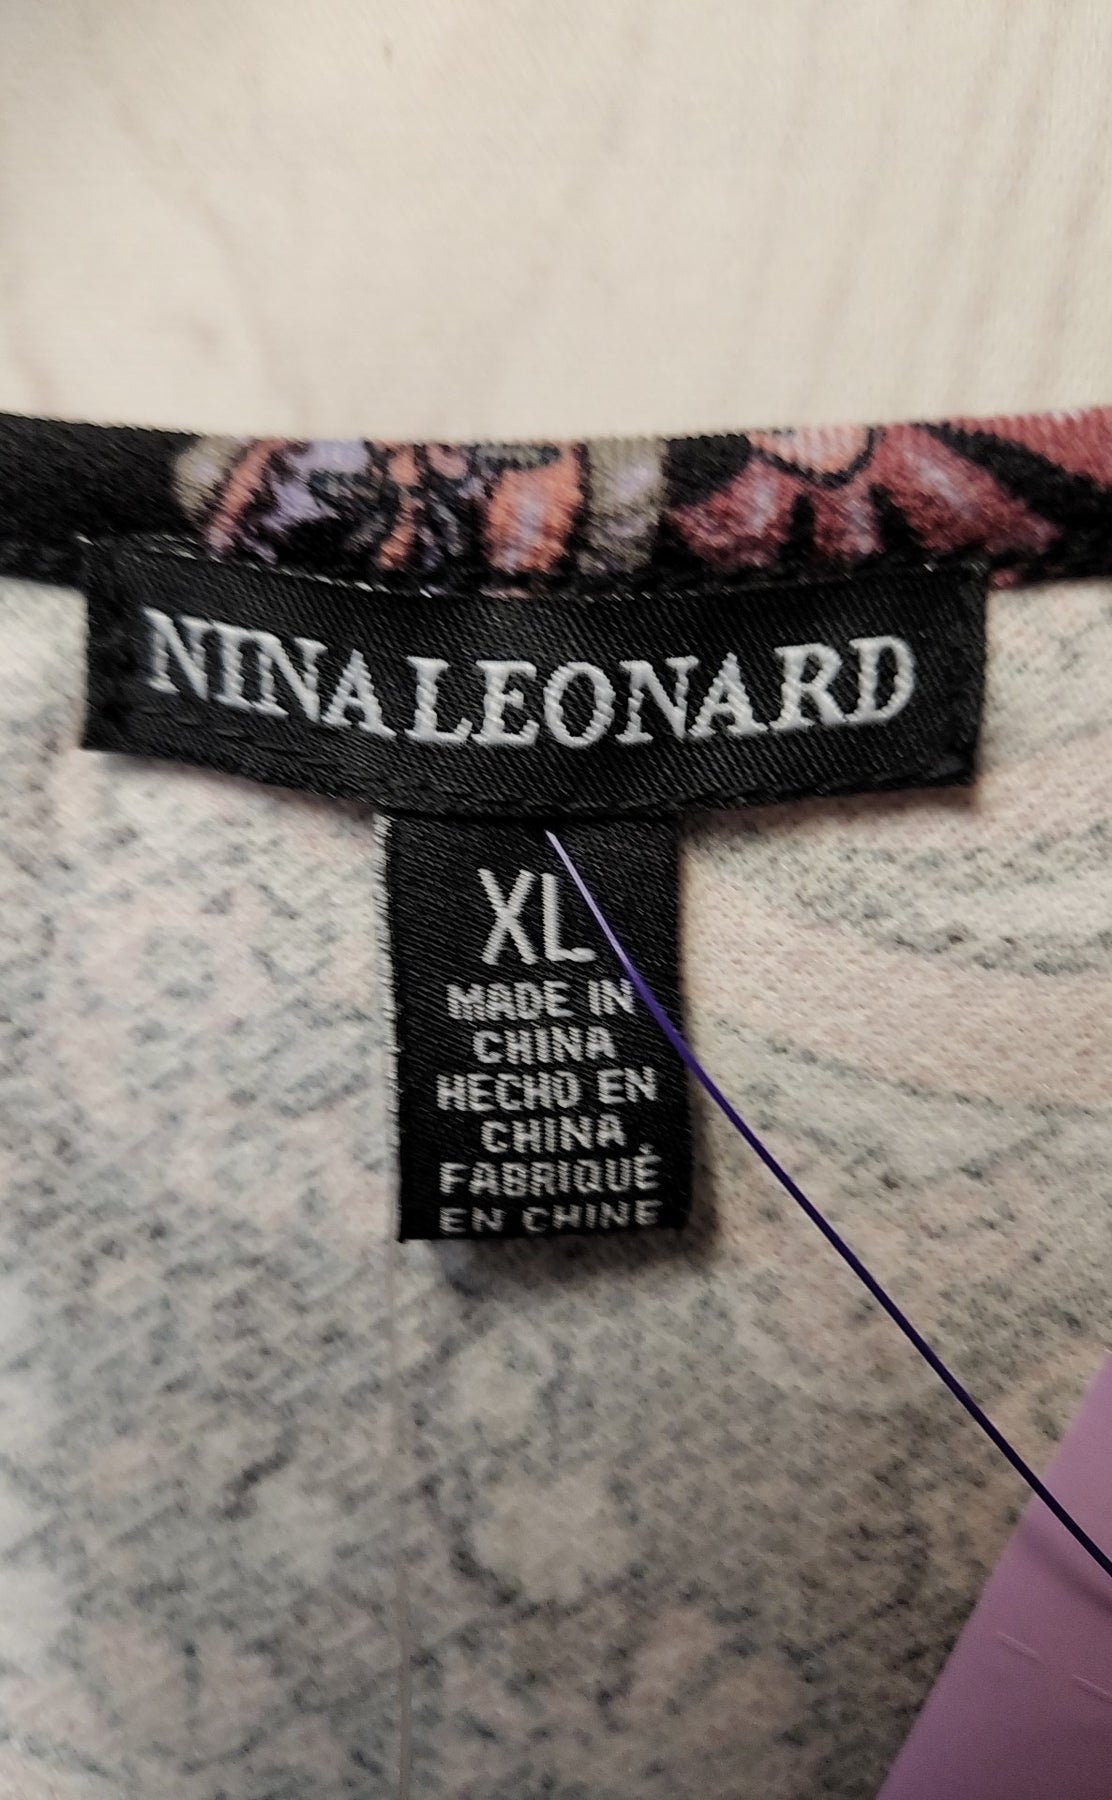 NINA LEONARD
XL
MADE IN
CHINA
HECHO EN
CHINA
FABRIQUÉ
EN CHINE